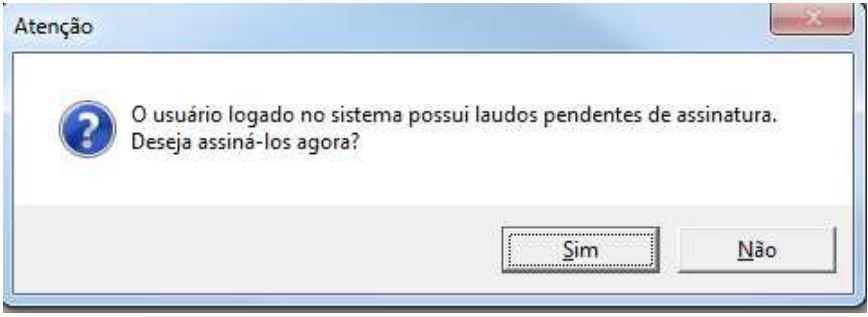 Atenção
O usuário logado no sistema possui laudos pendentes de assinatura.
Deseja assiná-los agora?
Sim
Não